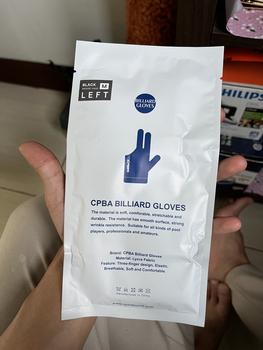 BLACK M
LEFT
BILLIARD
GLOVES
CPBA BILLIARD GLOVES
The material is soft, comfortable, stretchable and
durable. The material has smooth surface, strong
wrinkle resistance. Suitable for all kinds of pool
players, professionals and amateurs.
Brand: CPBA Billiard Gloves
Material: Lycra Fabric
Feature: Three-finger design, Elastic,
Breathable, Soft and Comfortable
PHILIPS